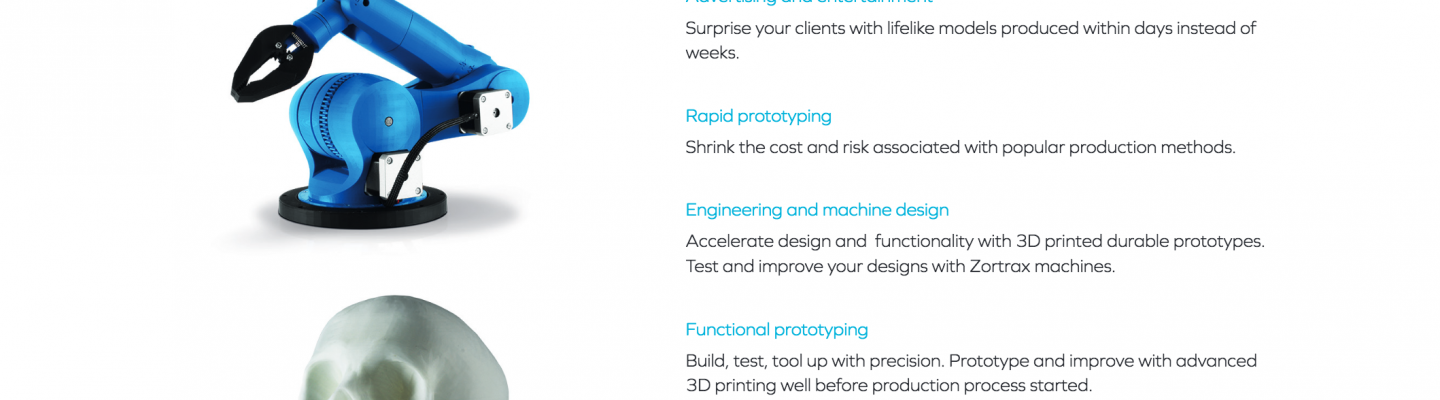 Advertising and entertainment
Surprise your clients with lifelike models produced within days instead of
weeks.
Rapid prototyping
Shrink the cost and risk associated with popular production methods.
Engineering and machine design
Accelerate design and  functionality with 3D printed durable prototypes.
Test and improve your designs with Zortrax machines.
Functional prototyping
Build, test, tool up with precision. Prototype and improve with advanced
3D printing well before production process started.